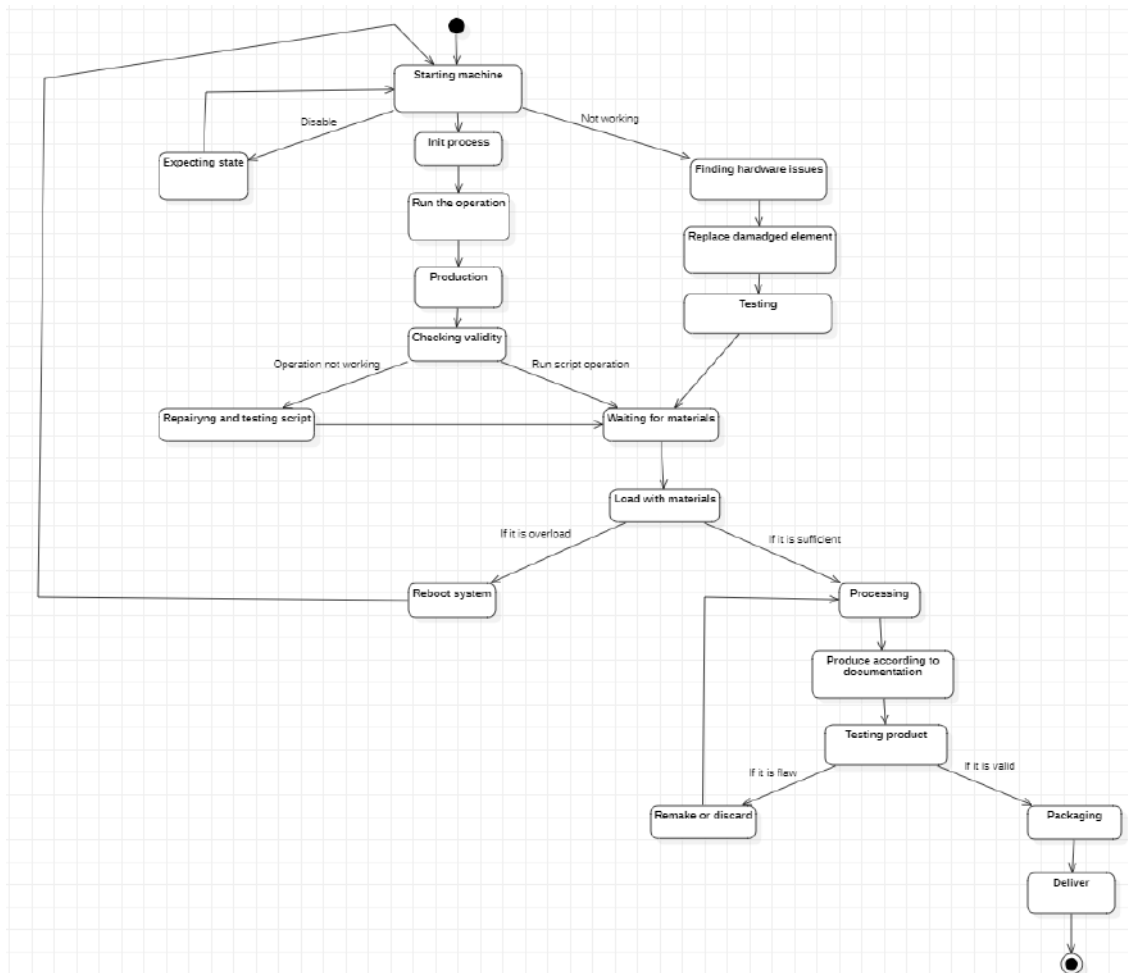 Starting machine
Disable
Not working
Init process
Expecting state
Finding hardware issues
Run the operation
Replace damadged element
Production
Testing
Checking validity
Operation not working
Run script operation
Repairyng and testing script
Waiting for materials
Load with materials
If it is overload
If it is sufficient
Reboot system
Processing
Produce according to
documentation
Testing product
If it is flaw
If it is valid
Remake or discard
Packaging
Deliver